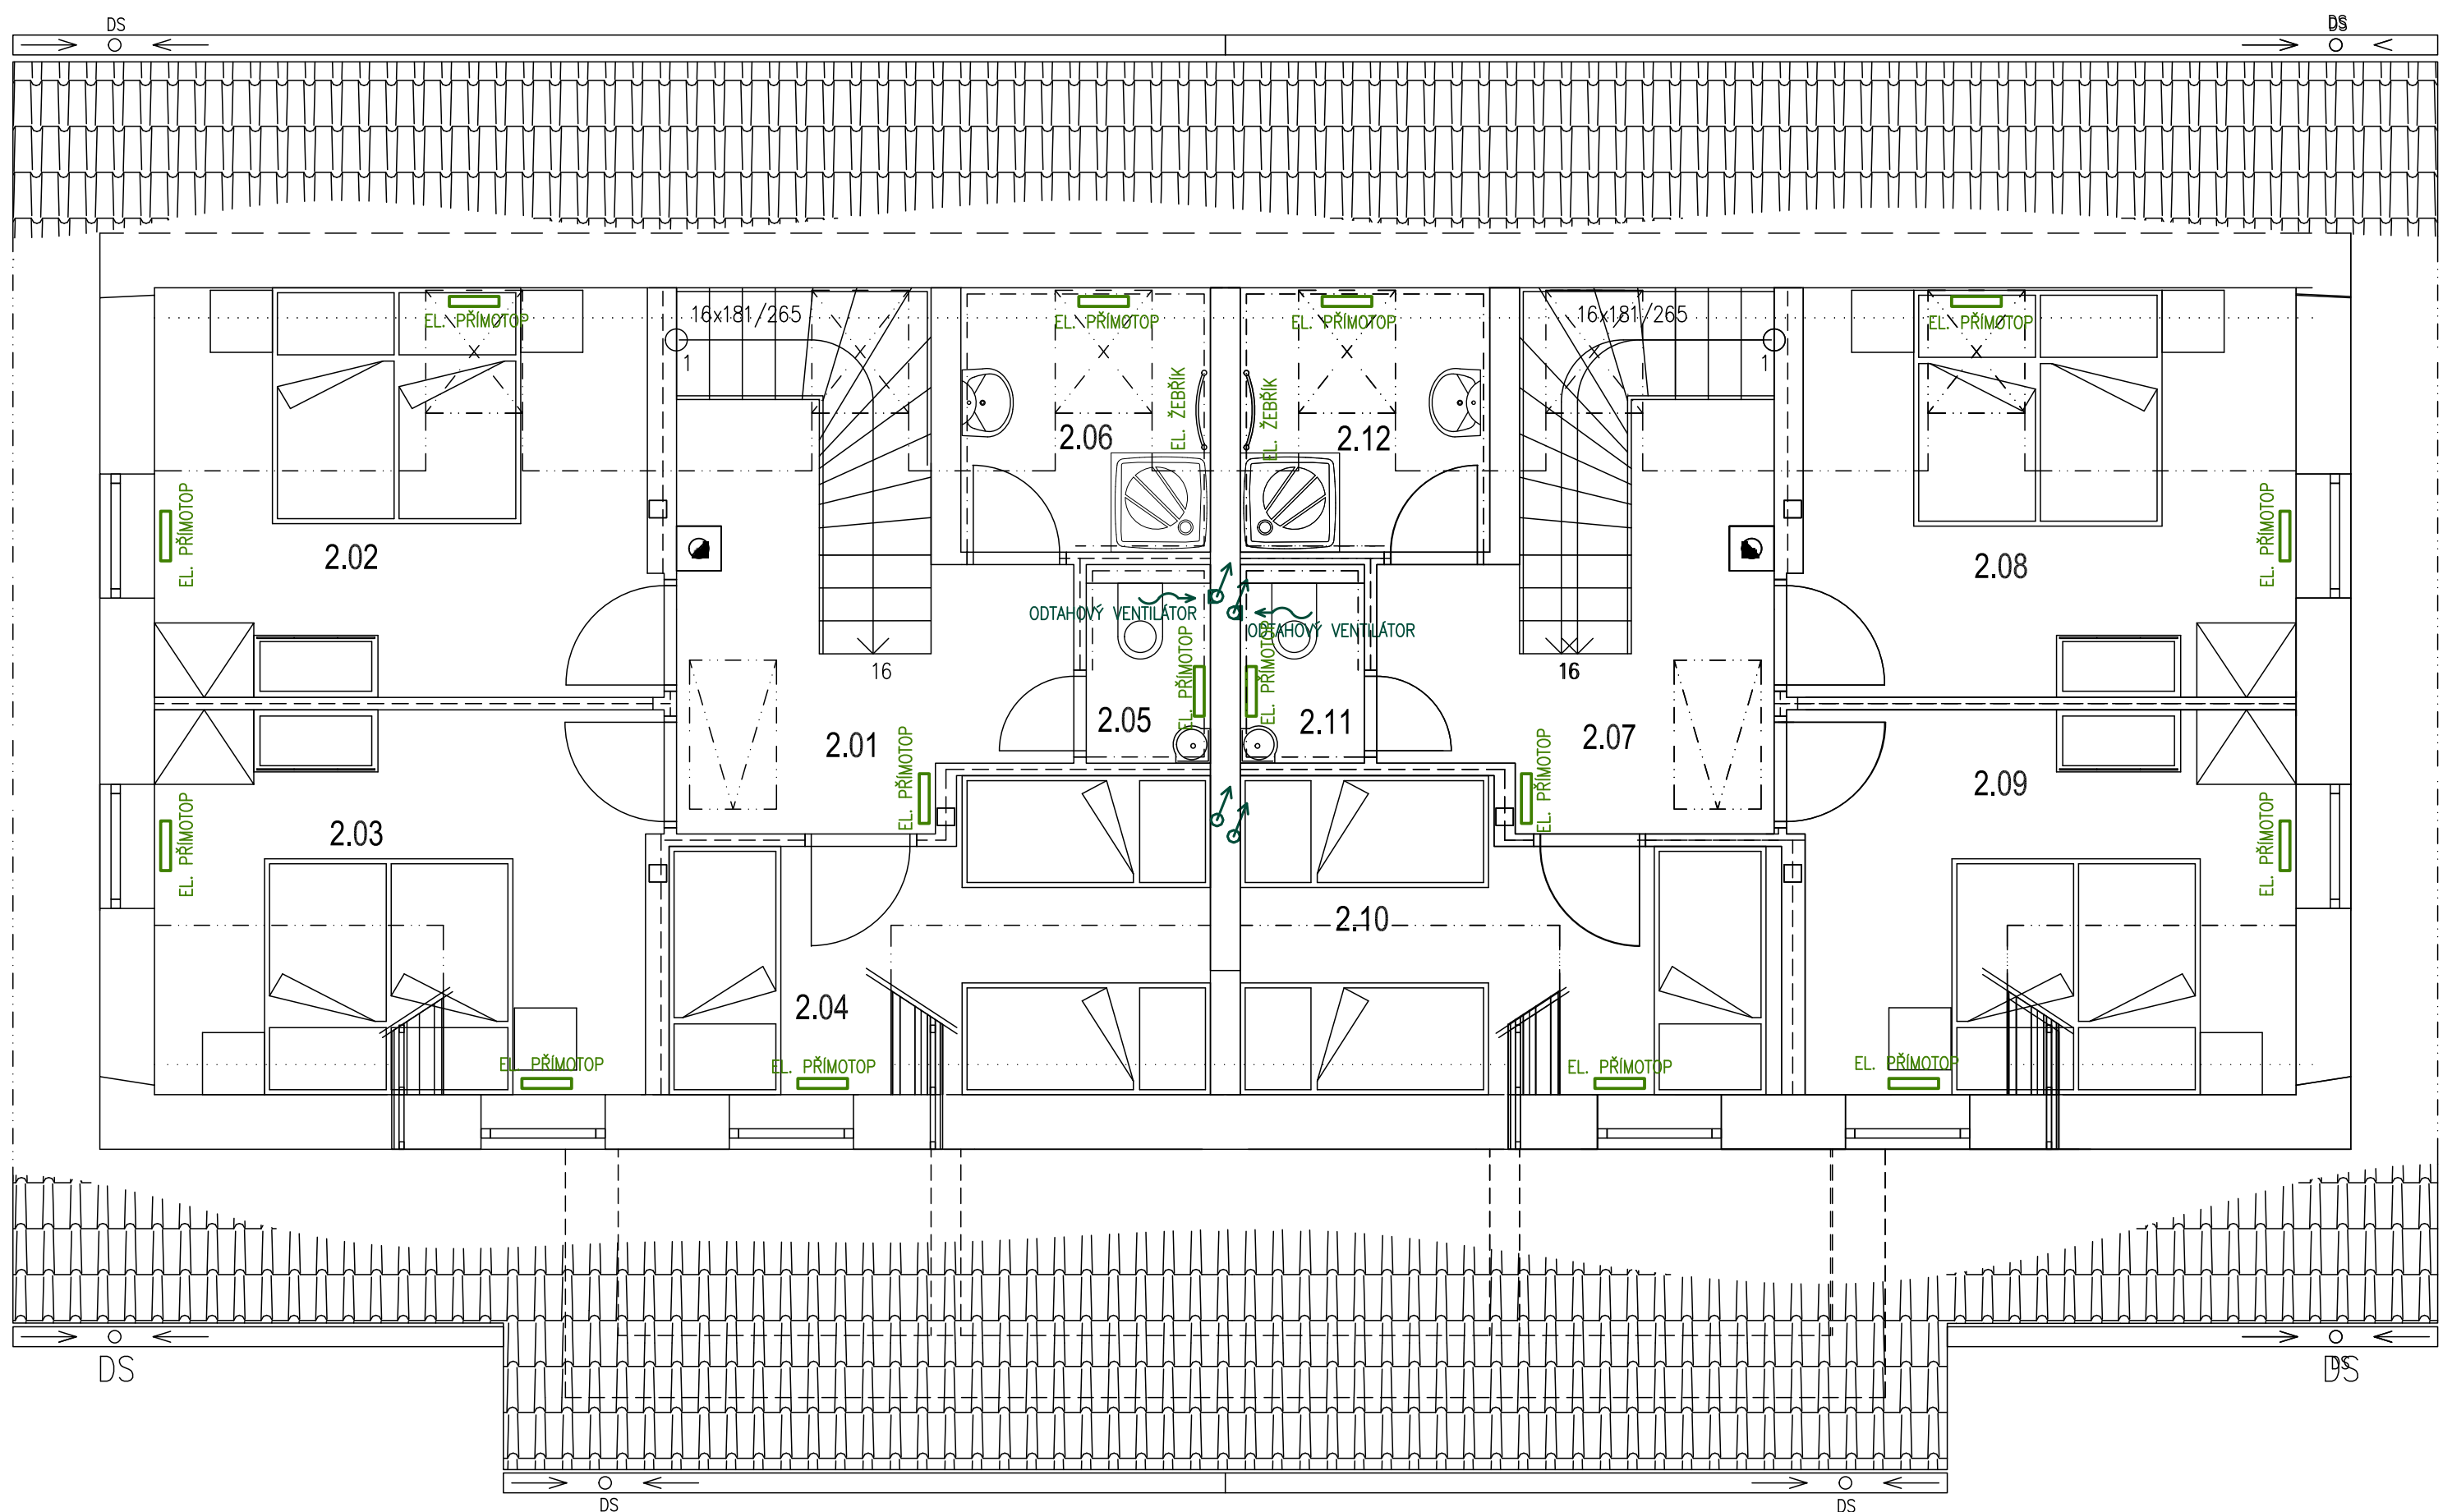 DS
DS
DS
EL. PŘÍMOTOP
16x181/265
EL. PŘÍMOTOP
EL. PŘÍMOTOP
16x181/265
EL. PŘÍMOTOP
1
1
EL. ŽEBŘÍK
EL. ŽEBŘÍK
2.06
2.12
EL. PŘÍMOTOP
2.02
2.08
EL. PŘÍMOTOP
ODTAHOVÝ VENTILÁTOR
ODTAHOVÝ VENTILÁTOR
16
16
EL. PŘÍMOTOP
EL. PŘÍMOTOP
2.05
2.11
2.01
2.07
EL. PŘÍMOTOP
EL. PŘÍMOTOP
2.09
EL. PŘÍMOTOP
2.03
EL. PŘÍMOTOP
2.10
2.04
EL. PŘÍMOTOP
EL. PŘÍMOTOP
EL. PŘÍMOTOP
EL. PŘÍMOTOP
DS
DS
DS
DS
DS